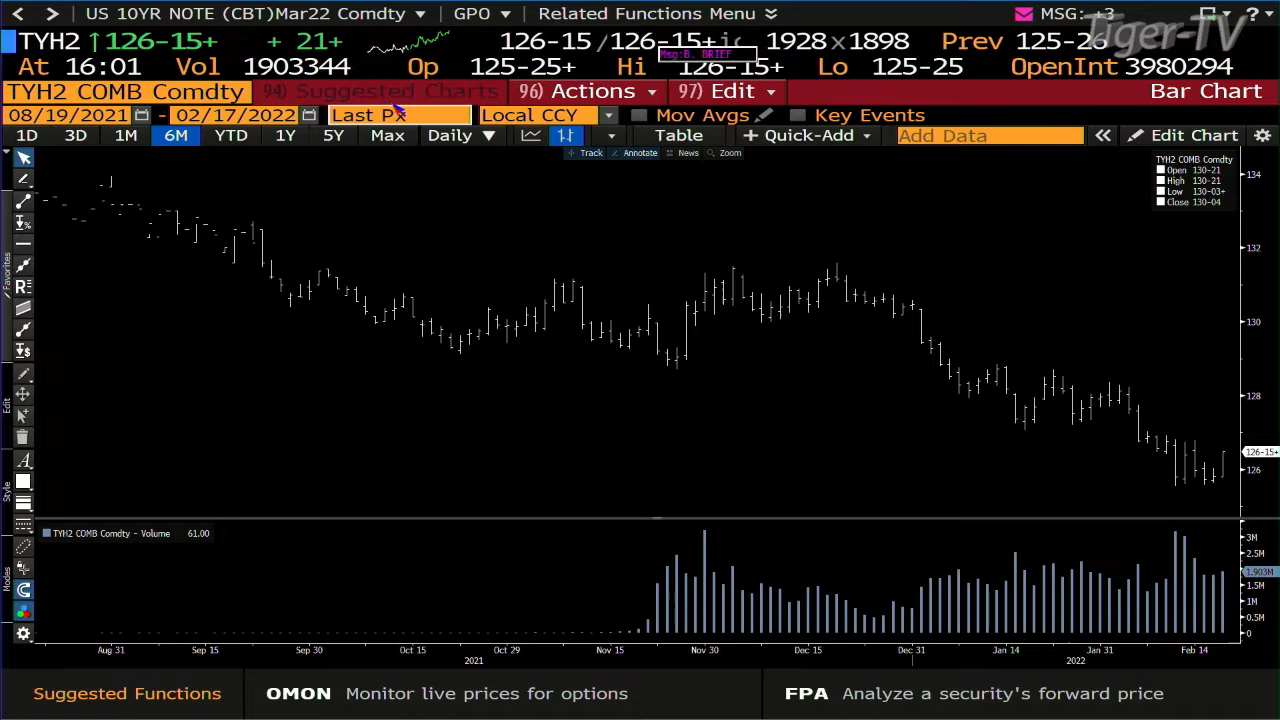 US 10YR NOTE (CBT)Mar22 Comdty GPO Related Functions Menu MSG: +3 ?
Tiger-TV
TYH2 ↑126-15+ + 21+ 126-15/126-15+ 1928×1898 Prev 125-26
Msg:B. BRIEF
At 16:01 Vol 1903344 Op 125-25+ Hi 126-15+ Lo 125-25 OpenInt 3980294
TYH2 COMB Comdty 94) Suggested Charts 96) Actions 97) Edit Bar Chart
08/19/2021 - 02/17/2022 Last Px Local CCY Mov Avgs Key Events
1D 3D 1M 6M YTD 1Y 5Y Max Daily ▼ Table + Quick-Add Add Data « Edit Chart
Track Annotate News Zoom
TYH2 COMB Comdty
Open 130-21
High 130-21
Low 130-03+
Close 130-04
134
132
130
128
126-15+
126
Favorites
Edit
Style
Modes
TYH2 COMB Comdty - Volume 61.00
3M
2.5M
1.903M
1.5M
1M
0.5M
0
Aug 31 Sep 15 Sep 30 Oct 15 Oct 29 Nov 15 Nov 30 Dec 15 Dec 31 Jan 14 Jan 31 Feb 14
2021 2022
Suggested Functions OMON Monitor live prices for options FPA Analyze a security's forward price